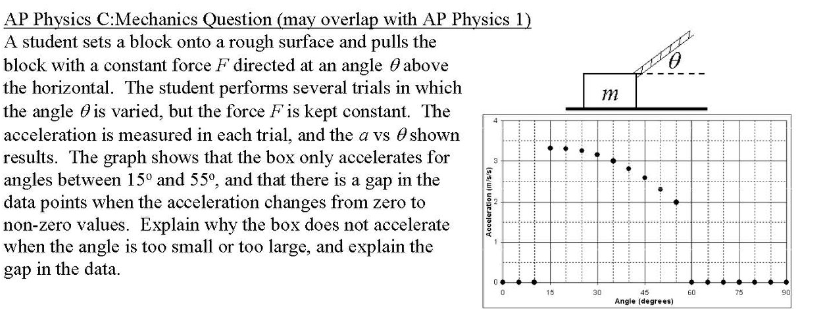 AP Physics C:Mechanics Question (may overlap with AP Physics 1)
A student sets a block onto a rough surface and pulls the
block with a constant force F directed at an angle θ above
the horizontal. The student performs several trials in which
the angle θ is varied, but the force F is kept constant. The
acceleration is measured in each trial, and the a vs θ shown
results. The graph shows that the box only accelerates for
angles between 15º and 55º, and that there is a gap in the
data points when the acceleration changes from zero to
non-zero values. Explain why the box does not accelerate
when the angle is too small or too large, and explain the
gap in the data.
θ
m
Acceleration (m/s/s)
4
3
2
1
0
0 15 30 45 60 75 90
Angle (degrees)